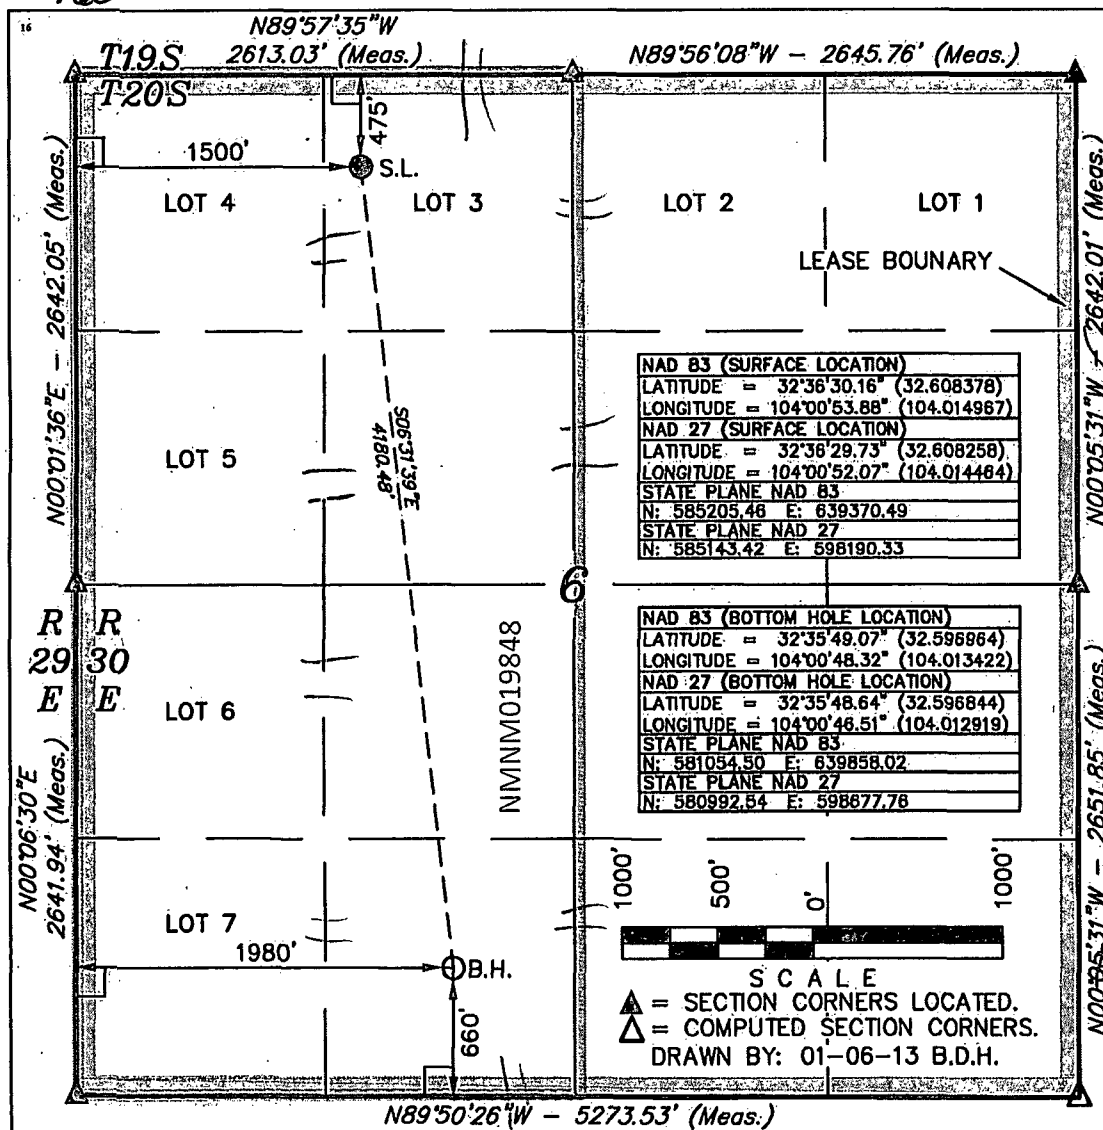 16
N89°57'35"W
2613.03' (Meas.)
N89°56'08"W – 2645.76' (Meas.)
T19S
T20S
475'
1500'
S.L.
LOT 4
LOT 3
LOT 2
LOT 1
LEASE BOUNARY
N00°01'36"E – 2642.05' (Meas.)
N00°05'31"W – 2642.01' (Meas.)
NAD 83 (SURFACE LOCATION)
LATITUDE = 32°36'30.16" (32.608378)
LONGITUDE = 104°00'53.88" (104.014967)
NAD 27 (SURFACE LOCATION)
LATITUDE = 32°36'29.73" (32.608258)
LONGITUDE = 104°00'52.07" (104.014464)
STATE PLANE NAD 83
N: 585205.46 E: 639370.49
STATE PLANE NAD 27
N: 585143.42 E: 598190.33
LOT 5
S06°31'39"E
4180.48'
6
R R
29 30
E E
LOT 6
NMNM019848
NAD 83 (BOTTOM HOLE LOCATION)
LATITUDE = 32°35'49.07" (32.596964)
LONGITUDE = 104°00'48.32" (104.013422)
NAD 27 (BOTTOM HOLE LOCATION)
LATITUDE = 32°35'48.64" (32.596844)
LONGITUDE = 104°00'46.51" (104.012919)
STATE PLANE NAD 83
N: 581054.50 E: 639858.02
STATE PLANE NAD 27
N: 580992.54 E: 598677.76
N00°06'30"E
2641.94' (Meas.)
N00°05'31"W – 2651.85' (Meas.)
LOT 7
1980'
B.H.
660'
1000'
500'
0'
1000'
SCALE
= SECTION CORNERS LOCATED.
= COMPUTED SECTION CORNERS.
DRAWN BY: 01-06-13 B.D.H.
N89°50'26"W – 5273.53' (Meas.)